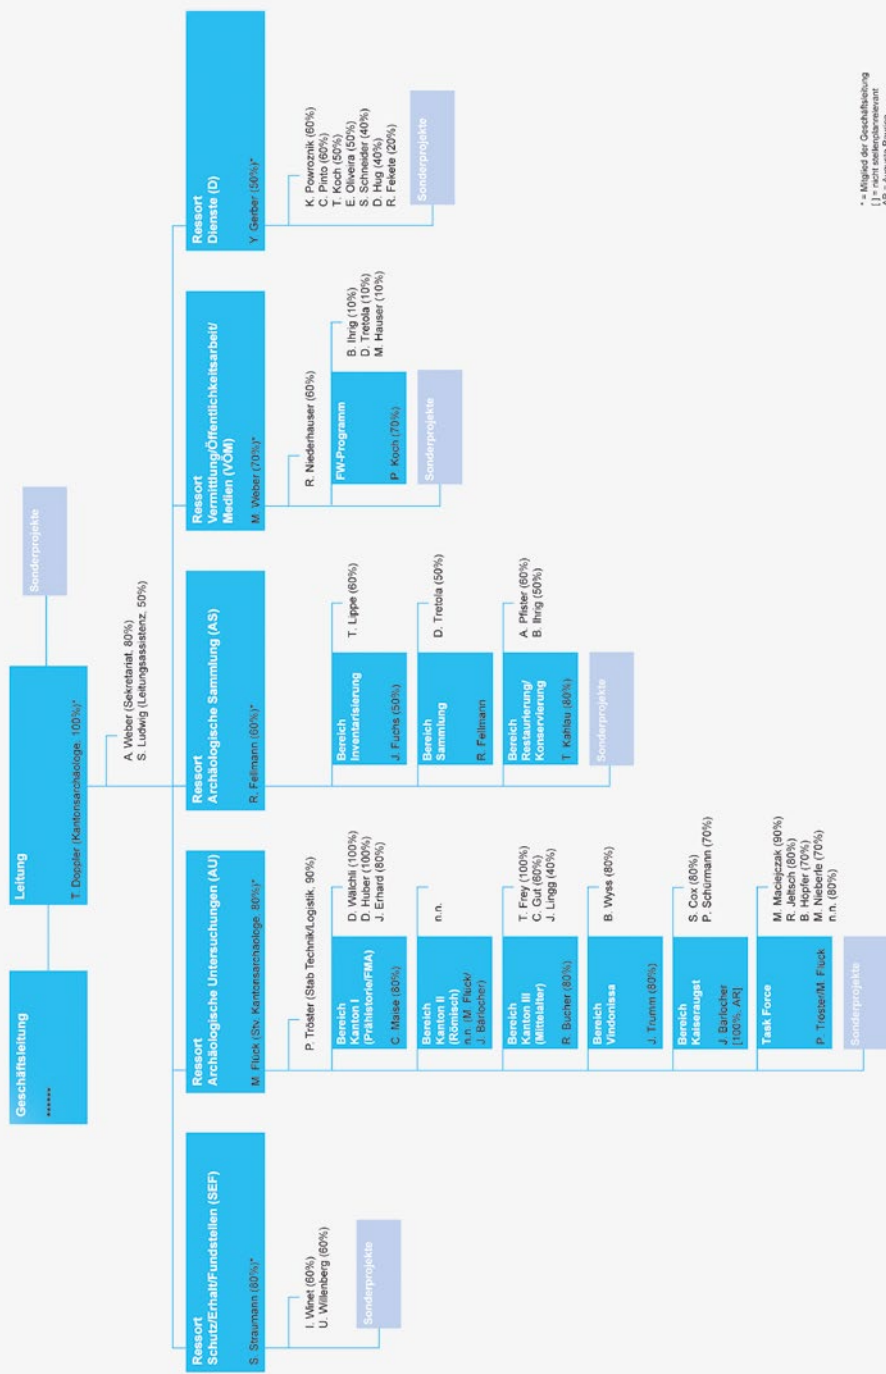 Geschäftsleitung
******
Leitung
T. Doppler (Kantonsarchäologe, 100%)*
Sonderprojekte
A. Weber (Sekretariat, 80%)
S. Ludwig (Leitungsassistenz, 50%)
Ressort
Schutz/Erhalt/Fundstellen (SEF)
S. Straumann (80%)*
I. Winet (60%)
U. Willenberg (60%)
Sonderprojekte
Ressort
Archäologische Untersuchungen (AU)
M. Flück (Stv. Kantonsarchäologe, 80%)*
P. Tröster (Stab Technik/Logistik, 90%)
Bereich
Kanton I
(Prähistorie/FMA)
C. Maise (80%)
D. Wälchli (100%)
D. Huber (100%)
J. Erhard (80%)
Bereich
Kanton II
(Römisch)
n.n. [M. Flück/
J. Barlocher)
n.n.
Bereich
Kanton III
(Mittelalter)
R. Bucher (80%)
T. Frey (100%)
C. Gut (60%)
J. Lingg (40%)
Bereich
Vindonissa
J. Trumm (80%)
B. Wyss (80%)
Bereich
Kaiseraugst
J. Barlocher
[100%, AR]
S. Cox (80%)
P. Schürmann (70%)
Task Force
P. Tröster/M. Flück
M. Maciejczak (90%)
R. Jeltsch (80%)
B. Höpfer (70%)
M. Nieberle (70%)
n.n. (80%)
Sonderprojekte
Ressort
Archäologische Sammlung (AS)
R. Fellmann (60%)*
Bereich
Inventarisierung
J. Fuchs (50%)
T. Lippe (60%)
Bereich
Sammlung
R. Fellmann
D. Tretola (50%)
Bereich
Restaurierung/
Konservierung
T. Kahlau (80%)
A. Pfister (60%)
B. Ihrig (50%)
Sonderprojekte
Ressort
Vermittlung/Öffentlichkeitsarbeit/
Medien (VÖM)
M. Weber (70%)*
R. Niederhauser (60%)
FW-Programm
P. Koch (70%)
B. Ihrig (10%)
D. Tretola (10%)
M. Hauser (10%)
Sonderprojekte
Ressort
Dienste (D)
Y. Gerber (50%)*
K. Powroznik (60%)
C. Pinto (60%)
T. Koch (50%)
E. Oliveira (50%)
S. Schneider (40%)
D. Hug (40%)
R. Fekete (20%)
Sonderprojekte
* = Mitglied der Geschäftsleitung
[ ] = nicht stellenplanrelevant